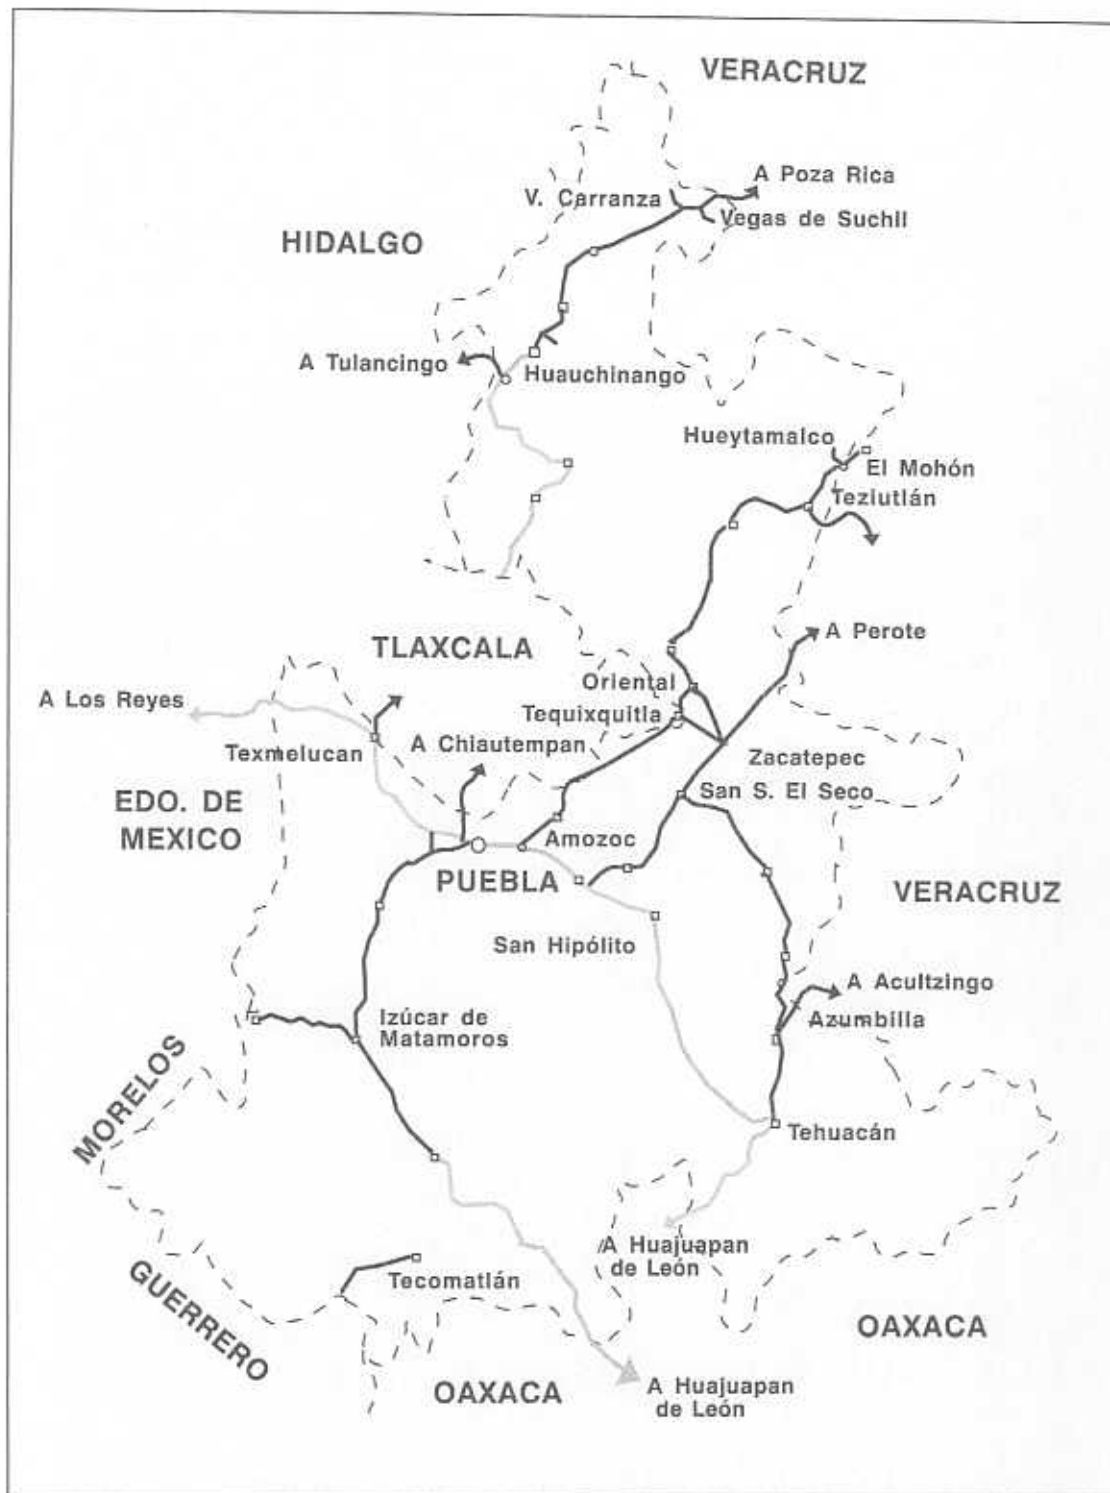 VERACRUZ
A Poza Rica
V. Carranza
Vegas de Suchil
HIDALGO
A Tulancingo
Huauchinango
Hueytamalco
El Mohón
Teziutlán
TLAXCALA
A Perote
A Los Reyes
Oriental
Tequixquitla
Texmelucan
A Chiautempan
Zacatepec
EDO. DE
MEXICO
San S. El Seco
Amozoc
PUEBLA
VERACRUZ
San Hipólito
A Acultzingo
Azumbilla
Izúcar de
Matamoros
MORELOS
Tehuacán
A Huajuapan
de León
GUERRERO
Tecomatlán
OAXACA
OAXACA
A Huajuapan
de León